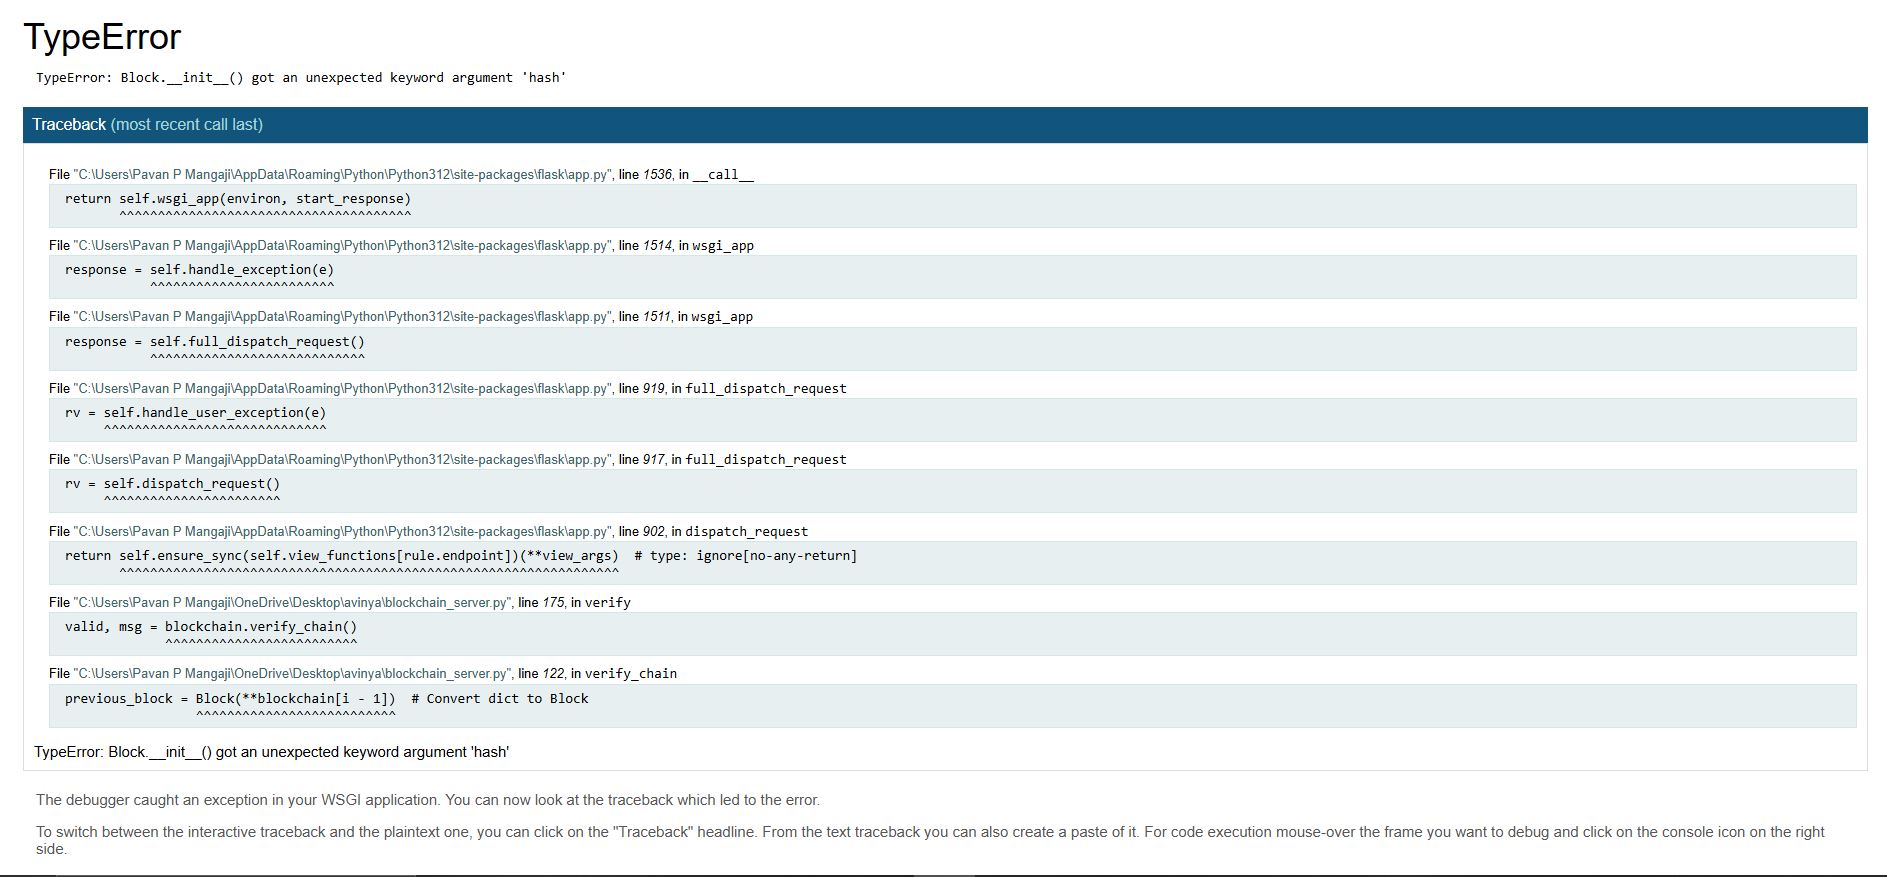 TypeError
TypeError: Block.__init__() got an unexpected keyword argument 'hash'
Traceback (most recent call last)
File "C:\Users\Pavan P Mangaji\AppData\Roaming\Python\Python312\site-packages\flask\app.py", line 1536, in __call__
return self.wsgi_app(environ, start_response)
^^^^^^^^^^^^^^^^^^^^^^^^^^^^^^^^^^^^^^
File "C:\Users\Pavan P Mangaji\AppData\Roaming\Python\Python312\site-packages\flask\app.py", line 1514, in wsgi_app
response = self.handle_exception(e)
^^^^^^^^^^^^^^^^^^^^^^^^
File "C:\Users\Pavan P Mangaji\AppData\Roaming\Python\Python312\site-packages\flask\app.py", line 1511, in wsgi_app
response = self.full_dispatch_request()
^^^^^^^^^^^^^^^^^^^^^^^^^^^^
File "C:\Users\Pavan P Mangaji\AppData\Roaming\Python\Python312\site-packages\flask\app.py", line 919, in full_dispatch_request
rv = self.handle_user_exception(e)
^^^^^^^^^^^^^^^^^^^^^^^^^^^^^
File "C:\Users\Pavan P Mangaji\AppData\Roaming\Python\Python312\site-packages\flask\app.py", line 917, in full_dispatch_request
rv = self.dispatch_request()
^^^^^^^^^^^^^^^^^^^^^^^
File "C:\Users\Pavan P Mangaji\AppData\Roaming\Python\Python312\site-packages\flask\app.py", line 902, in dispatch_request
return self.ensure_sync(self.view_functions[rule.endpoint])(**view_args)  # type: ignore[no-any-return]
^^^^^^^^^^^^^^^^^^^^^^^^^^^^^^^^^^^^^^^^^^^^^^^^^^^^^^^^^^^^^^^^^
File "C:\Users\Pavan P Mangaji\OneDrive\Desktop\avinya\blockchain_server.py", line 175, in verify
valid, msg = blockchain.verify_chain()
^^^^^^^^^^^^^^^^^^^^^^^^^
File "C:\Users\Pavan P Mangaji\OneDrive\Desktop\avinya\blockchain_server.py", line 122, in verify_chain
previous_block = Block(**blockchain[i - 1])  # Convert dict to Block
^^^^^^^^^^^^^^^^^^^^^^^^^^
TypeError: Block.__init__() got an unexpected keyword argument 'hash'
The debugger caught an exception in your WSGI application. You can now look at the traceback which led to the error.
To switch between the interactive traceback and the plaintext one, you can click on the "Traceback" headline. From the text traceback you can also create a paste of it. For code execution mouse-over the frame you want to debug and click on the console icon on the right
side.